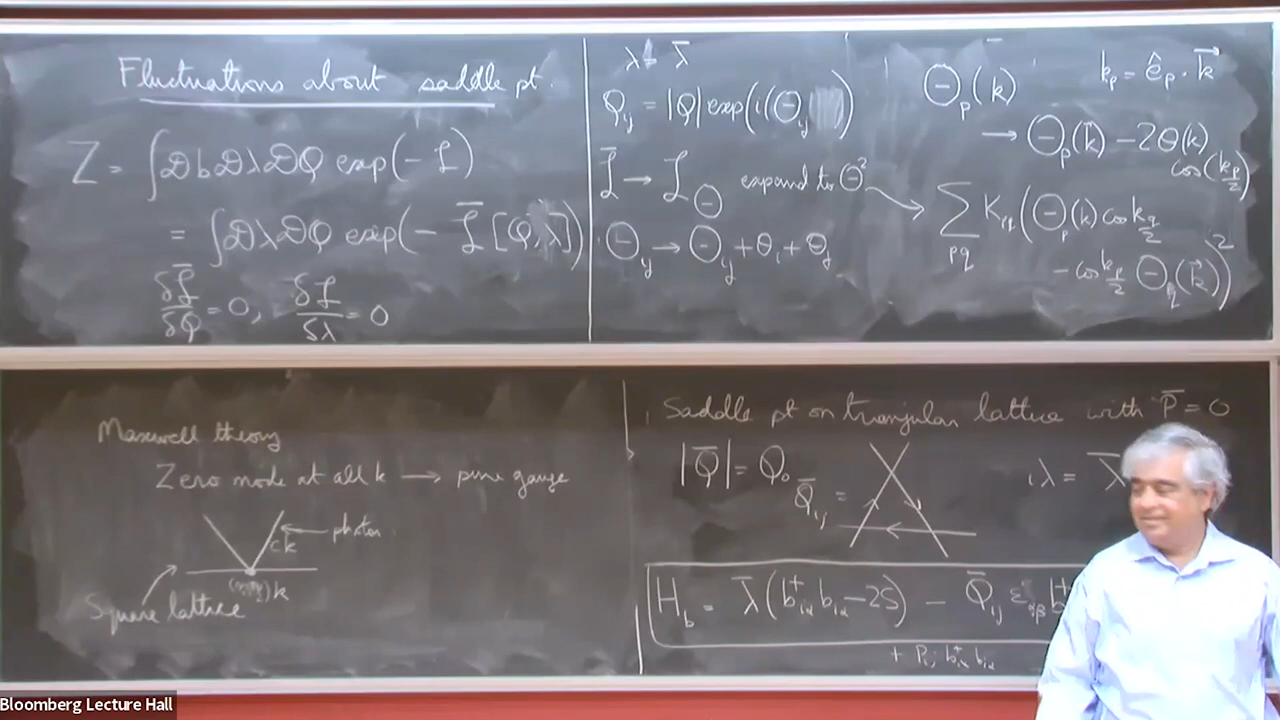 Fluctuations about saddle pt.
Z = ∫𝒟b𝒟λ𝒟Q exp(-ℒ)
= ∫𝒟λ𝒟Q exp(-ℒ̄[Q,λ])
δℒ̄/δQ = 0, δℒ/δλ = 0
λ λ̄
Q_ij = |Q| exp(i(Θ_ij))
ℒ̄ → ℒ_Θ expand to Θ²
Θ_ij → Θ_ij + θ_i + θ_j
Θ_p(k) k_p = ê_p · k⃗
→ Θ_p(k) - 2θ(k) cos(k_p/2)
Σ_pq K_pq(Θ_p(k) cos k_q/2
- cos k_p/2 Θ_q(k⃗))²
Maxwell theory
Zero mode at all k → pure gauge
ck ← photon
k
Square lattice
Saddle pt on triangular lattice with P̄ = 0
|Q̄| = Q₀ Q̄_ij = iλ = λ̄
H_b = λ̄(b†_iα b_iα - 2S) - Q̄_ij ε_αβ b†
+ P_ij b†_iα b_iα
Bloomberg Lecture Hall